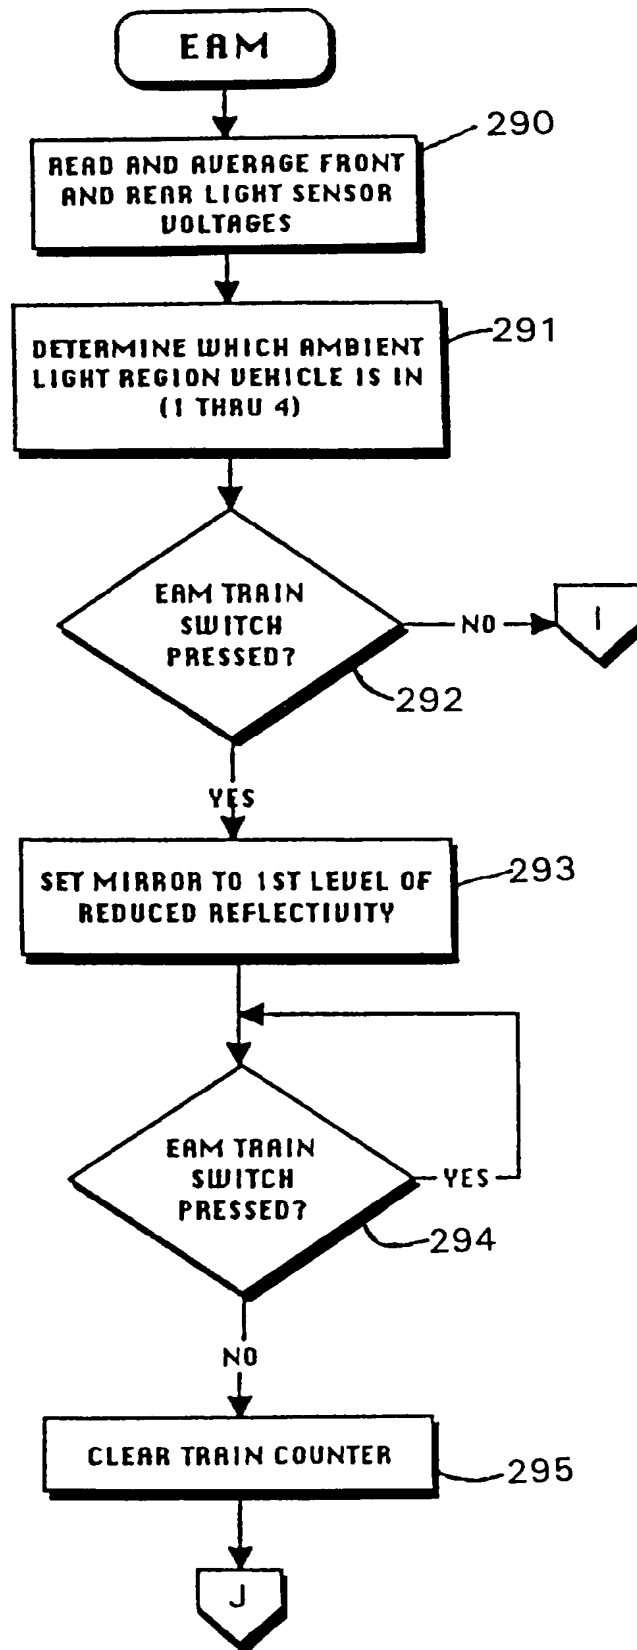 EAM
290
READ AND AVERAGE FRONT
AND REAR LIGHT SENSOR
VOLTAGES
291
DETERMINE WHICH AMBIENT
LIGHT REGION VEHICLE IS IN
(1 THRU 4)
EAM TRAIN
SWITCH
PRESSED?
NO
I
292
YES
293
SET MIRROR TO 1ST LEVEL OF
REDUCED REFLECTIVITY
EAM TRAIN
SWITCH
PRESSED?
YES
294
NO
CLEAR TRAIN COUNTER
295
J